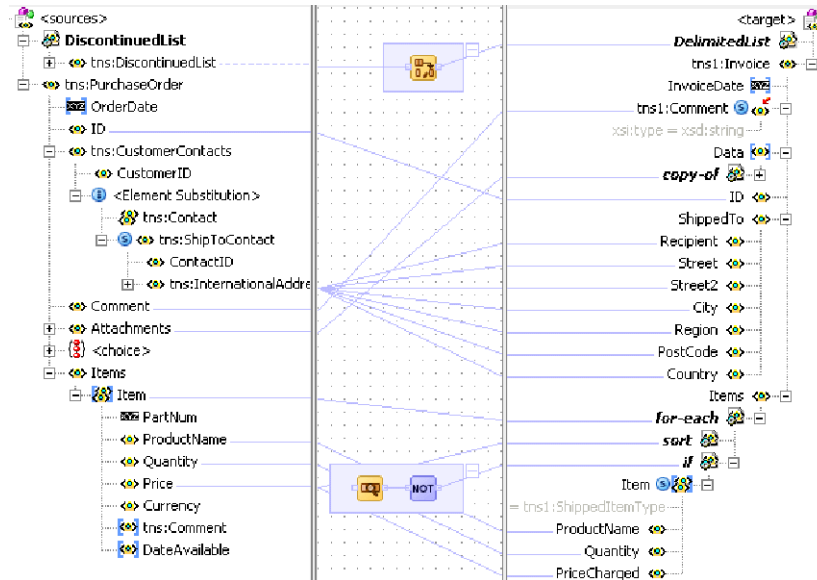 <sources>
DiscontinuedList
tns:DiscontinuedList
tns:PurchaseOrder
OrderDate
ID
tns:CustomerContacts
CustomerID
<Element Substitution>
tns:Contact
tns:ShipToContact
ContactID
tns:InternationalAddre
Comment
Attachments
<choice>
Items
Item
PartNum
ProductName
Quantity
Price
Currency
tns:Comment
DateAvailable
NOT
<target>
DelimitedList
tns1:Invoice
InvoiceDate
tns1:Comment
xsi:type = xsd:string
Data
copy-of
ID
ShippedTo
Recipient
Street
Street2
City
Region
PostCode
Country
Items
for-each
sort
if
Item
= tns1:ShippedItemType
ProductName
Quantity
PriceCharged